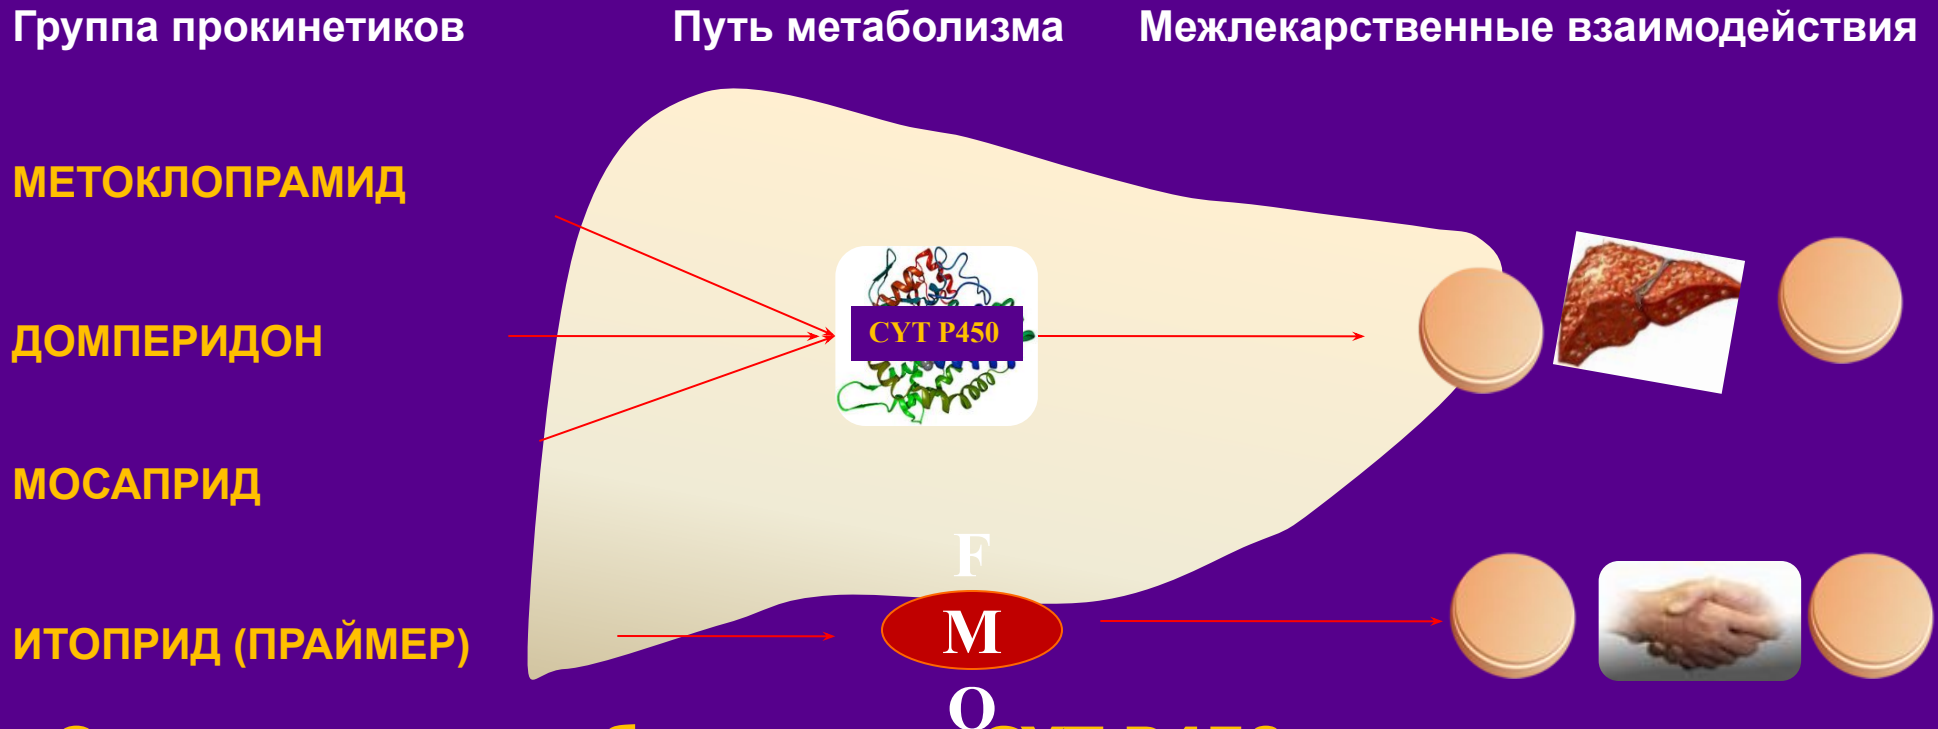 Группа прокинетиков
Путь метаболизма
Межлекарственные взаимодействия
МЕТОКЛОПРАМИД
CYT P450
ДОМПЕРИДОН
МОСАПРИД
F
M
O
ИТОПРИД (ПРАЙМЕР)